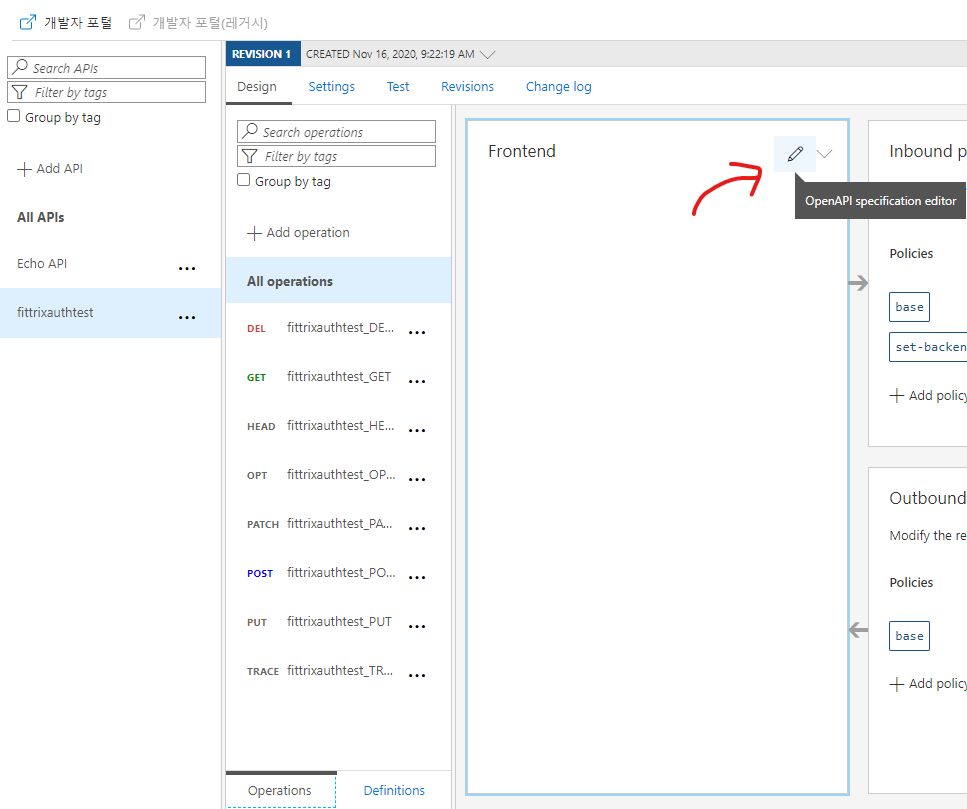 개발자 포털
개발자 포털(레거시)
Search APIs
Filter by tags
Group by tag
Add API
All APIs
Echo API
...
fittrixauthtest
...
REVISION 1
CREATED Nov 16, 2020, 9:22:19 AM
Design
Settings
Test
Revisions
Change log
Search operations
Filter by tags
Group by tag
Add operation
All operations
DEL fittrixauthtest_DE... ...
GET fittrixauthtest_GET ...
HEAD fittrixauthtest_HE... ...
OPT fittrixauthtest_OP... ...
PATCH fittrixauthtest_PA... ...
POST fittrixauthtest_PO... ...
PUT fittrixauthtest_PUT ...
TRACE fittrixauthtest_TR... ...
Operations
Definitions
Frontend
OpenAPI specification editor
Inbound p
Policies
base
set-backen
Add policy
Outbound
Modify the re
Policies
base
Add policy